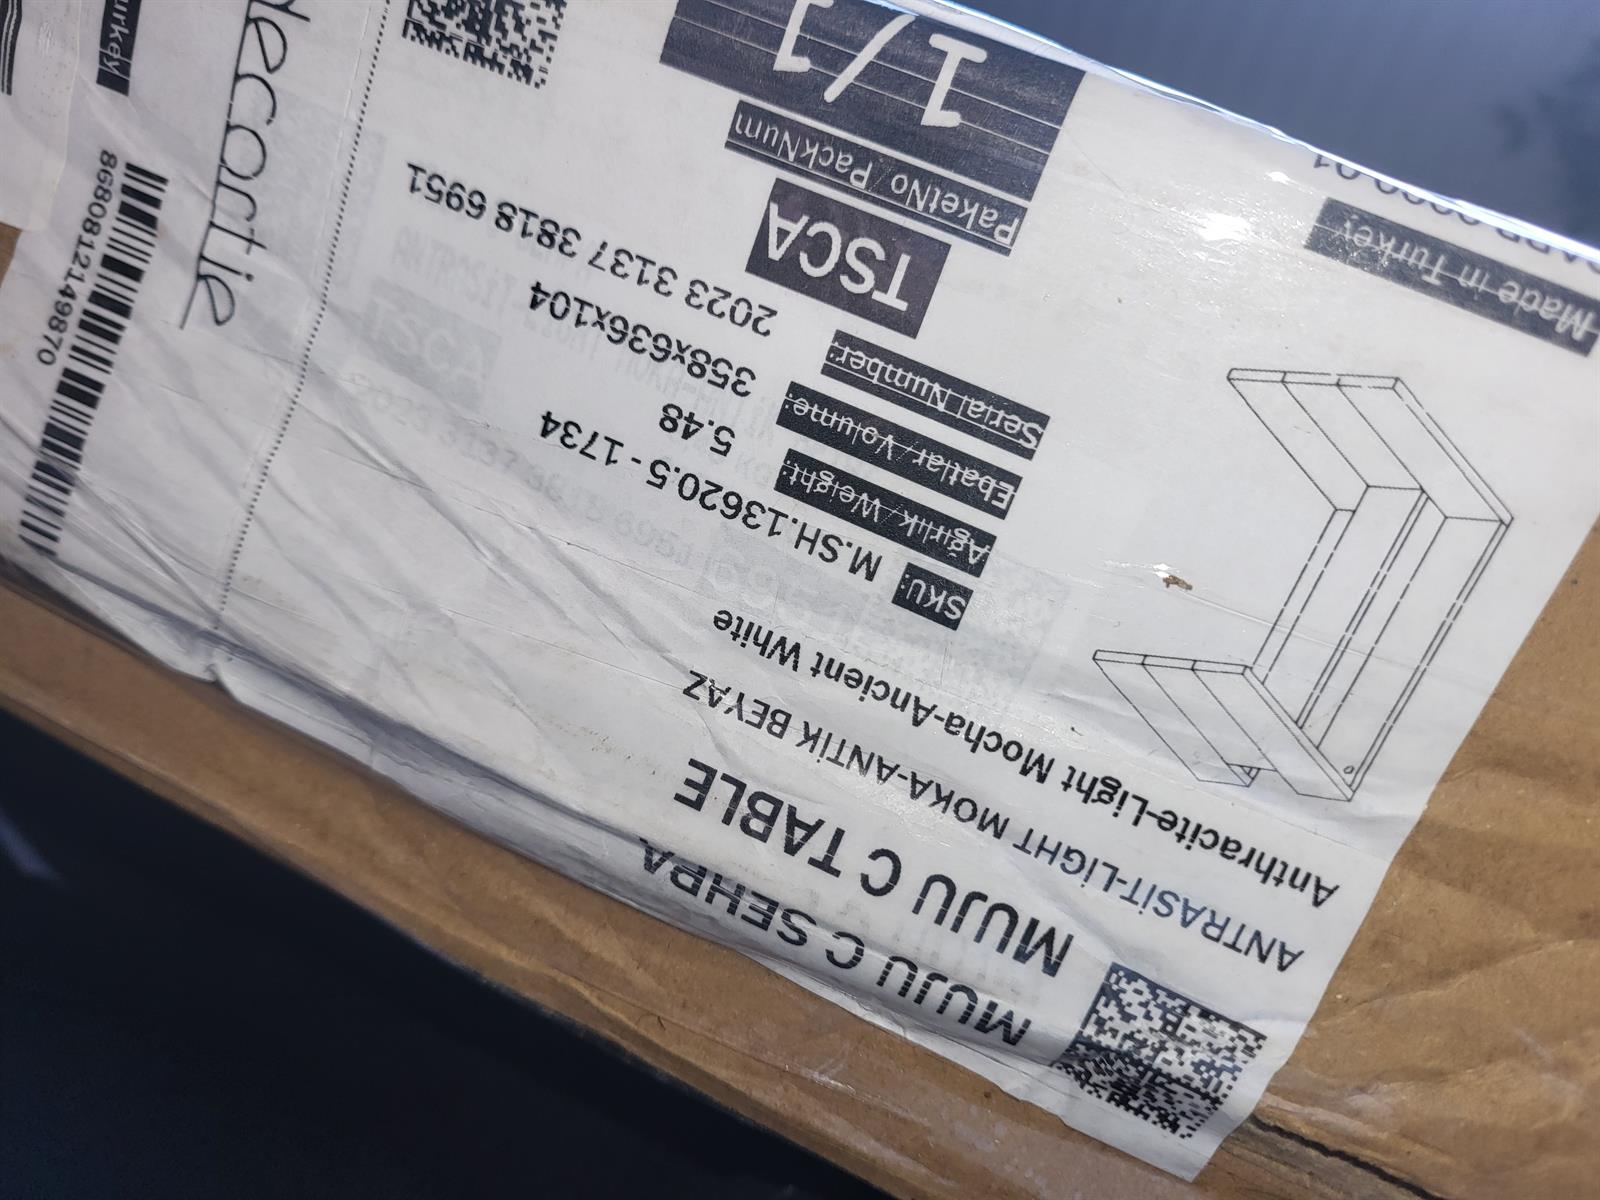 MUJU C SEHPA
MUJU C TABLE
ANTRASİT-LIGHT MOKA-ANTİK BEYAZ
Anthracite-Light Mocha-Ancient White
SKU: M.SH.13620.5 - 1734
Ağırlık/ Weight: 5.48
Ebatlar/ Volume: 358x636x104
Serial Number: 2023 3137 3818 6951
TSCA
PaketNo/ PackNum
1/1
Made in Turkey
Decortie
8680812149870